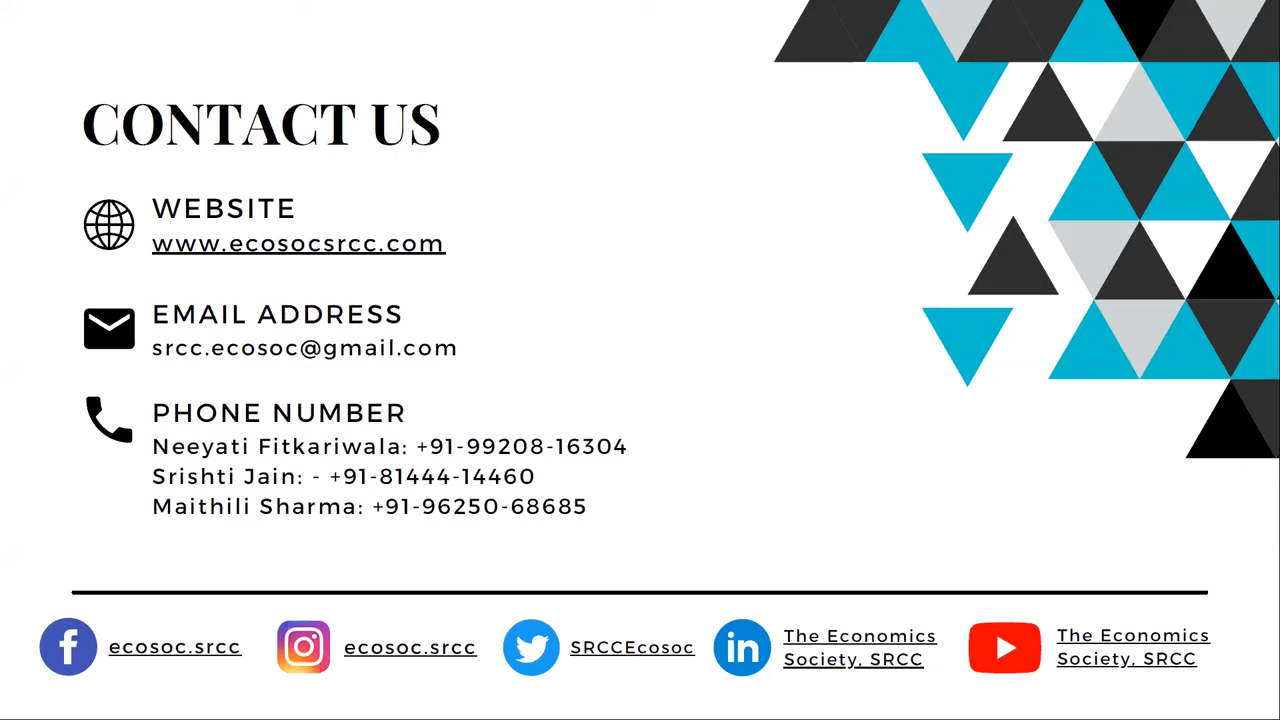 CONTACT US
WEBSITE
www.ecosocsrcc.com
EMAIL ADDRESS
srcc.ecosoc@gmail.com
PHONE NUMBER
Neeyati Fitkariwala: +91-99208-16304
Srishti Jain: - +91-81444-14460
Maithili Sharma: +91-96250-68685
ecosoc.srcc
ecosoc.srcc
SRCCEcosoc
The Economics
Society, SRCC
The Economics
Society, SRCC